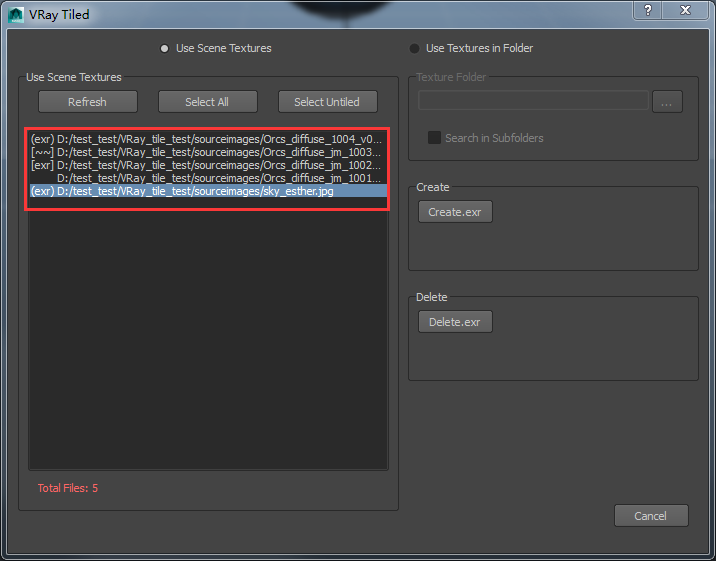 VRay Tiled
Use Scene Textures
Use Textures in Folder
Use Scene Textures
Refresh
Select All
Select Untiled
(exr) D:/test_test/VRay_tile_test/sourceimages/Orcs_diffuse_1004_v0...
[~~] D:/test_test/VRay_tile_test/sourceimages/Orcs_diffuse_jm_1003...
[exr] D:/test_test/VRay_tile_test/sourceimages/Orcs_diffuse_jm_1002...
D:/test_test/VRay_tile_test/sourceimages/Orcs_diffuse_jm_1001...
(exr) D:/test_test/VRay_tile_test/sourceimages/sky_esther.jpg
Total Files: 5
Texture Folder
...
Search in Subfolders
Create
Create.exr
Delete
Delete.exr
Cancel